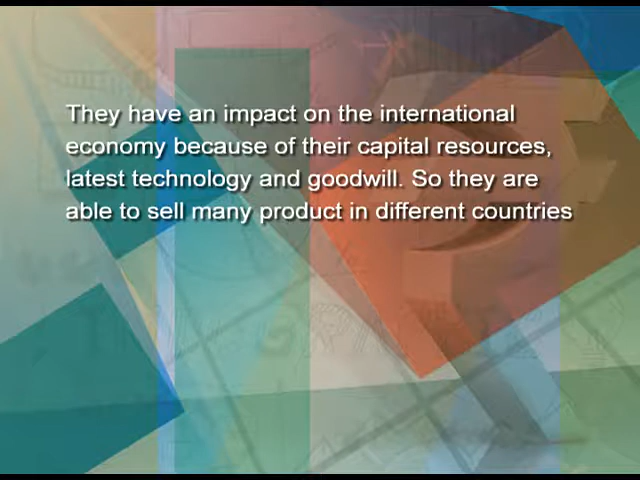 They have an impact on the international
economy because of their capital resources,
latest technology and goodwill. So they are
able to sell many product in different countries